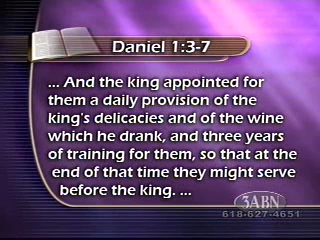 Daniel 1:3-7
... And the king appointed for
them a daily provision of the
king's delicacies and of the wine
which he drank, and three years
of training for them, so that at the
end of that time they might serve
before the king. ...
3ABN
618-627-4651